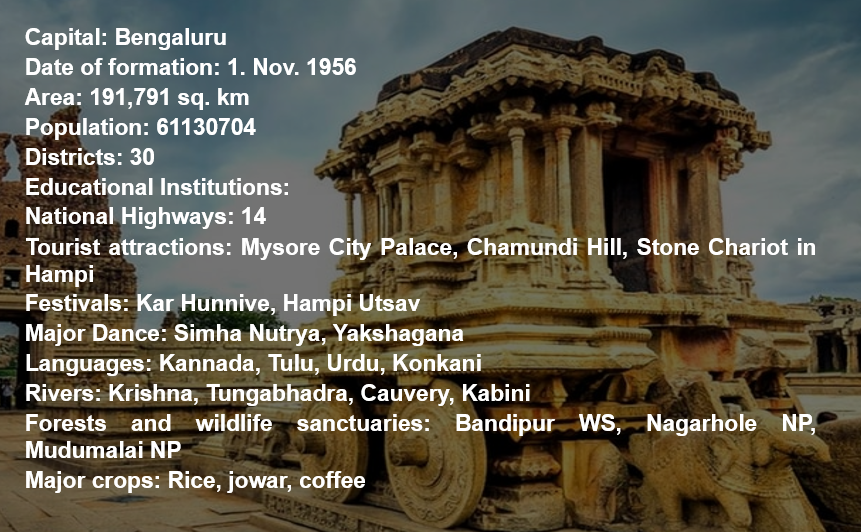 Capital: Bengaluru
Date of formation: 1. Nov. 1956
Area: 191,791 sq. km
Population: 61130704
Districts: 30
Educational Institutions:
National Highways: 14
Tourist attractions: Mysore City Palace, Chamundi Hill, Stone Chariot in
Hampi
Festivals: Kar Hunnive, Hampi Utsav
Major Dance: Simha Nutrya, Yakshagana
Languages: Kannada, Tulu, Urdu, Konkani
Rivers: Krishna, Tungabhadra, Cauvery, Kabini
Forests and wildlife sanctuaries: Bandipur WS, Nagarhole NP,
Mudumalai NP
Major crops: Rice, jowar, coffee